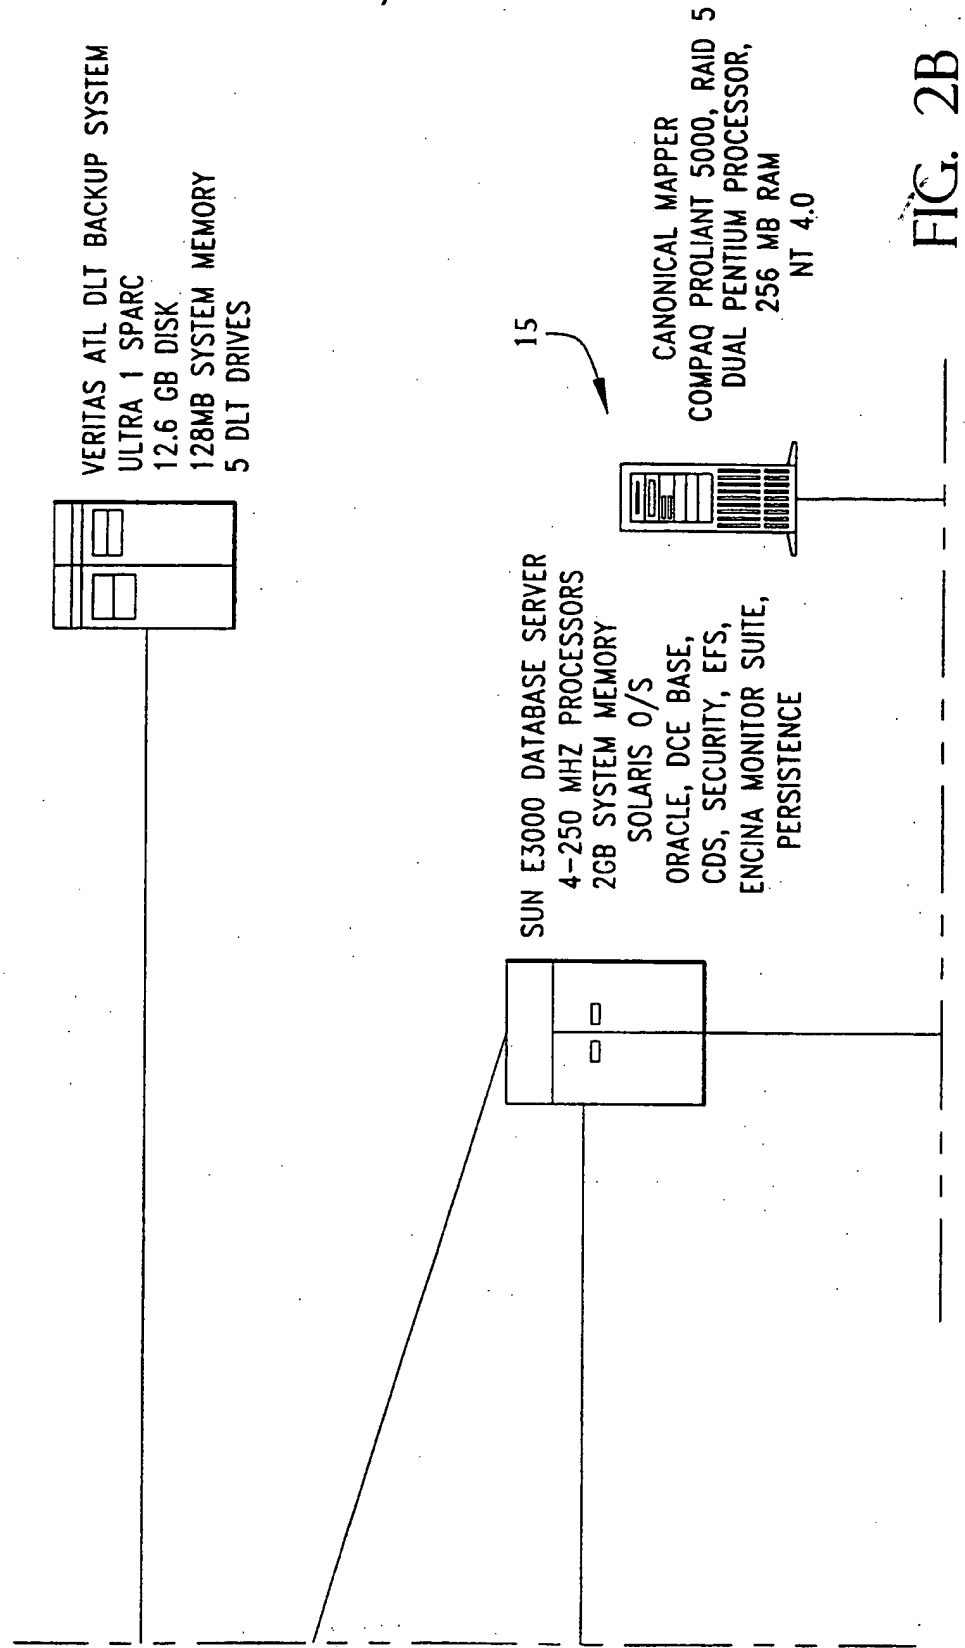 VERITAS ATL DLT BACKUP SYSTEM
ULTRA 1 SPARC
12.6 GB DISK
128MB SYSTEM MEMORY
5 DLT DRIVES
SUN E3000 DATABASE SERVER
4-250 MHZ PROCESSORS
2GB SYSTEM MEMORY
SOLARIS O/S
ORACLE, DCE BASE,
CDS, SECURITY, EFS,
ENCINA MONITOR SUITE,
PERSISTENCE
15
CANONICAL MAPPER
COMPAQ PROLIANT 5000, RAID 5
DUAL PENTIUM PROCESSOR,
256 MB RAM
NT 4.0
FIG. 2B